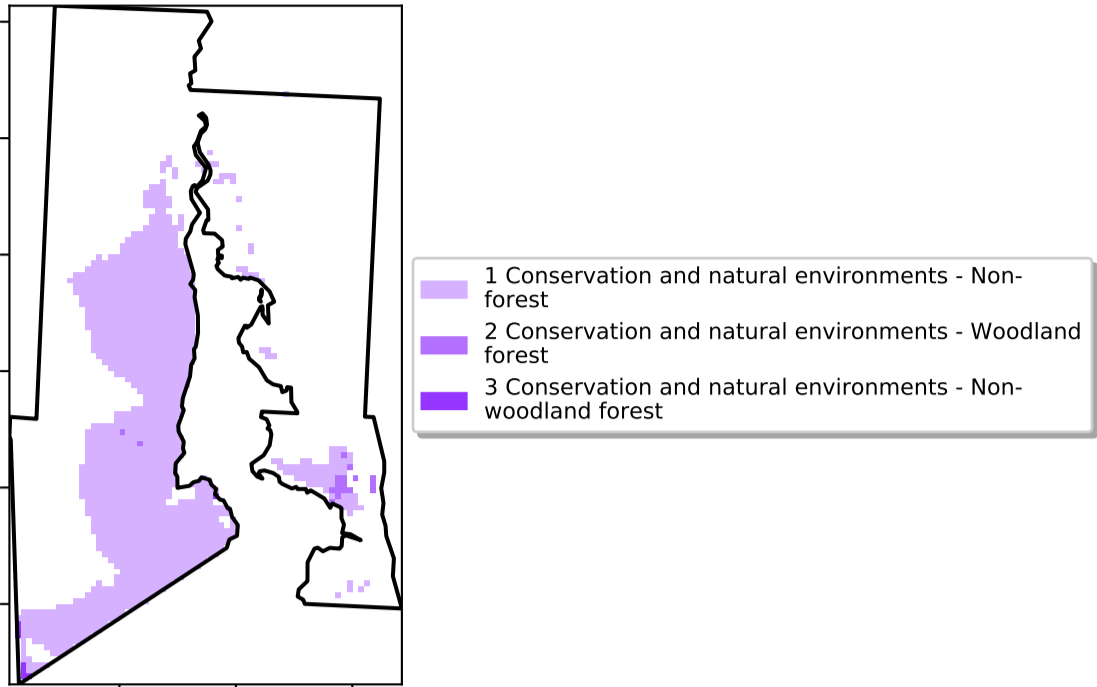 1 Conservation and natural environments - Non-
forest
2 Conservation and natural environments - Woodland
forest
3 Conservation and natural environments - Non-
woodland forest